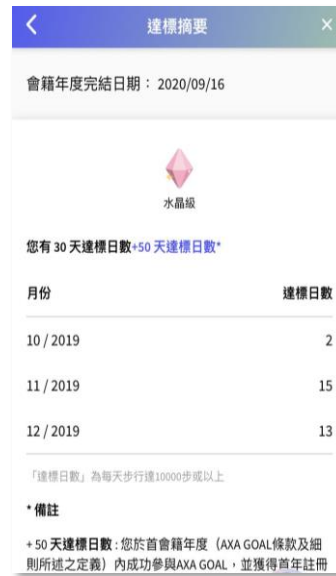 達標摘要
會籍年度完結日期：2020/09/16
水晶級
您有 30 天達標日數+50 天達標日數*
月份 達標日數
10 / 2019 2
11 / 2019 15
12 / 2019 13
「達標日數」為每天步行達10000步或以上
* 備註
+ 50 天達標日數 : 您於首會籍年度（AXA GOAL條款及細
則所述之定義）內成功參與AXA GOAL，並獲得首年註冊